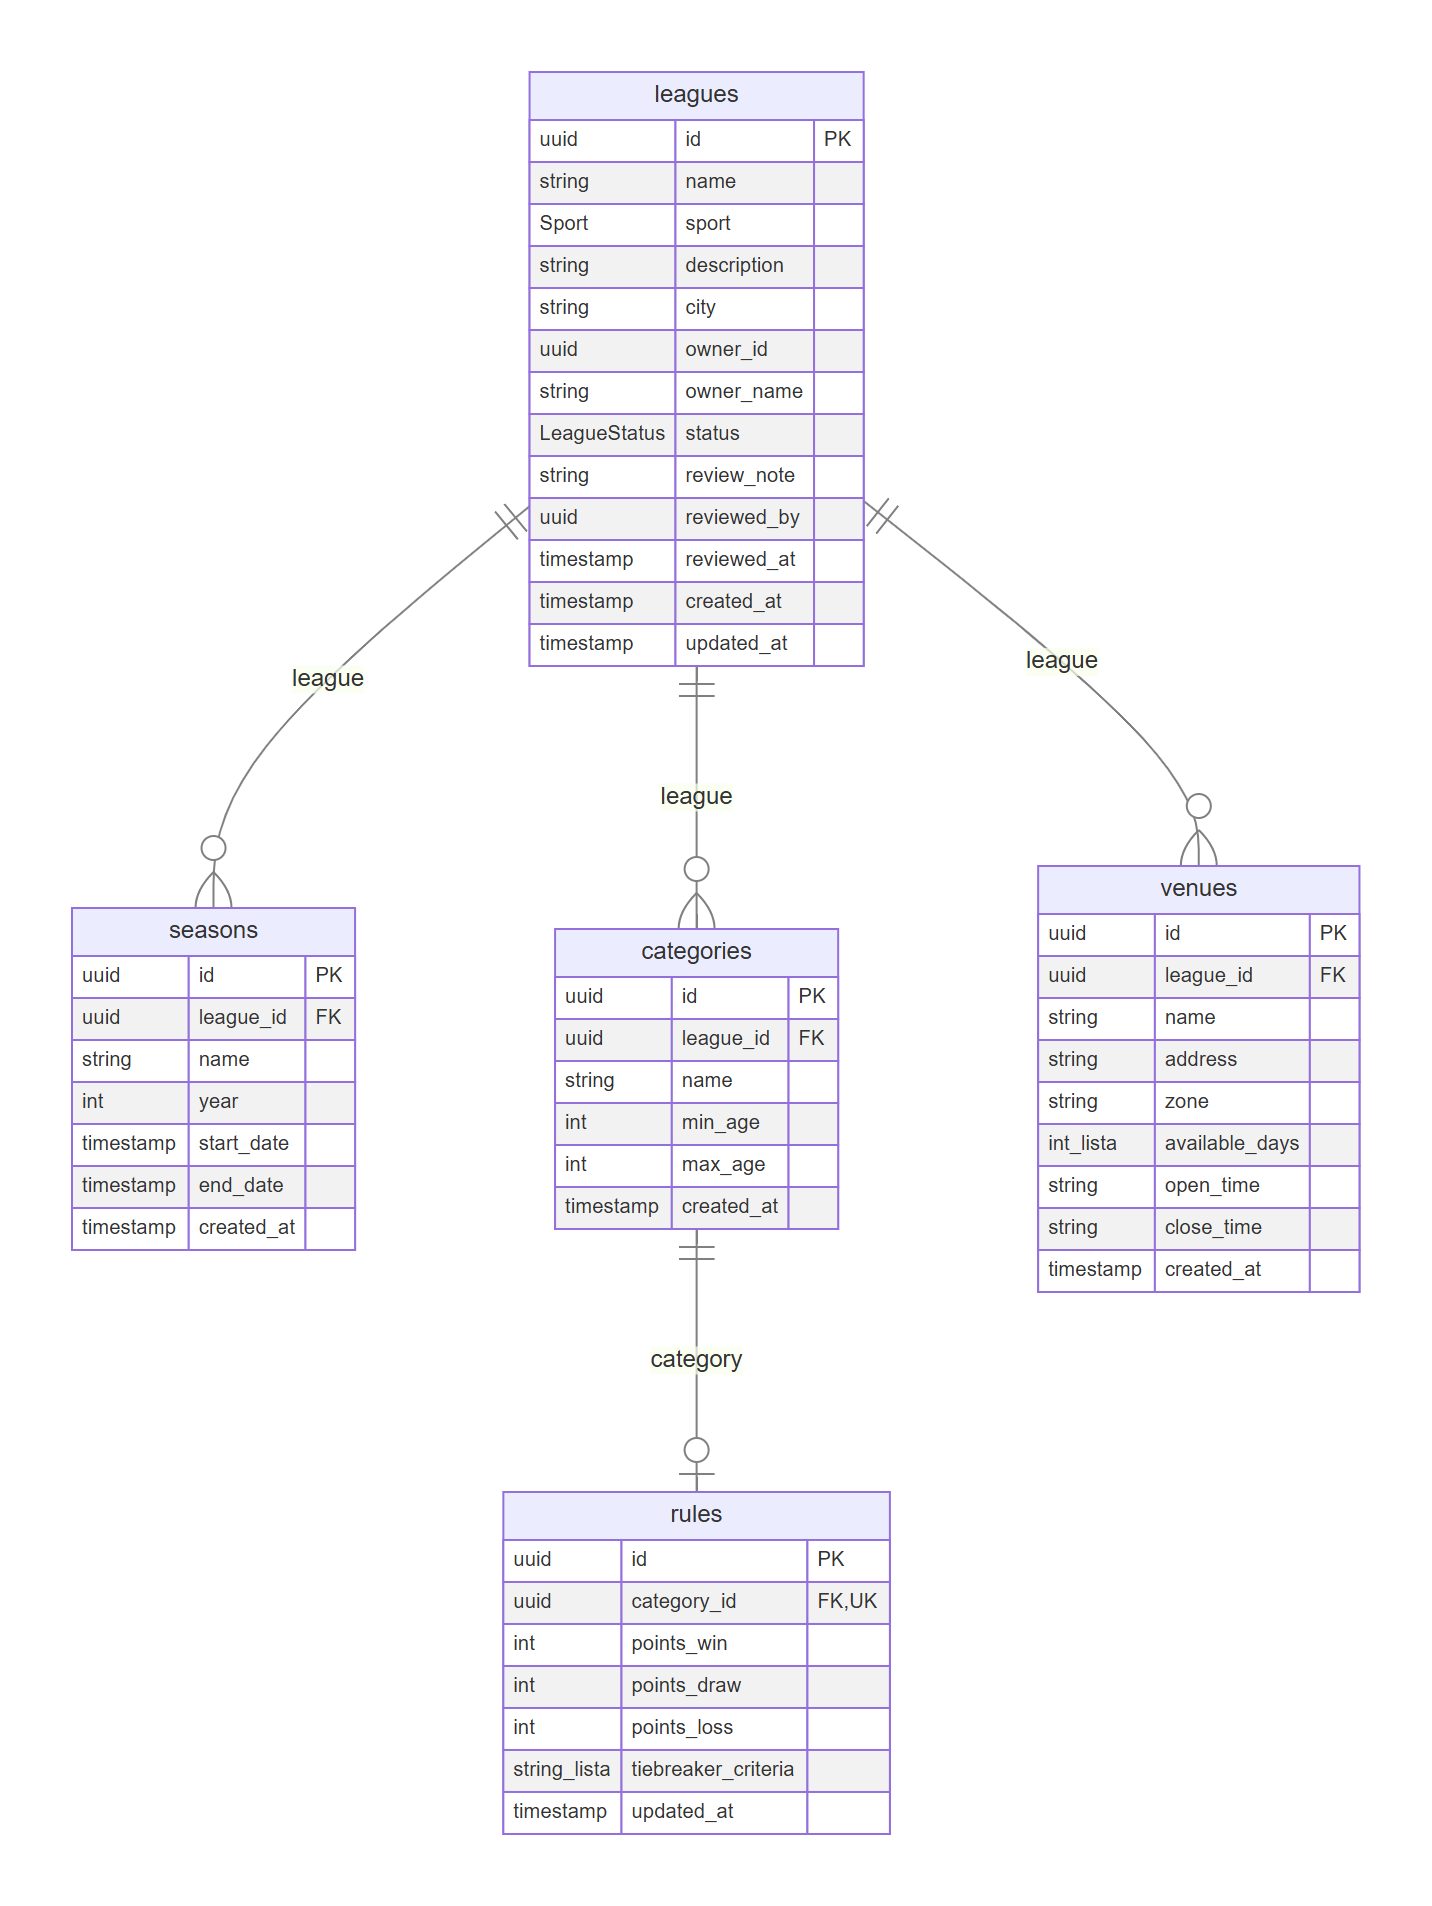 leagues
uuid id PK
string name
Sport sport
string description
string city
uuid owner_id
string owner_name
LeagueStatus status
string review_note
uuid reviewed_by
timestamp reviewed_at
timestamp created_at
timestamp updated_at
league
league
league
seasons
uuid id PK
uuid league_id FK
string name
int year
timestamp start_date
timestamp end_date
timestamp created_at
categories
uuid id PK
uuid league_id FK
string name
int min_age
int max_age
timestamp created_at
venues
uuid id PK
uuid league_id FK
string name
string address
string zone
int_lista available_days
string open_time
string close_time
timestamp created_at
category
rules
uuid id PK
uuid category_id FK,UK
int points_win
int points_draw
int points_loss
string_lista tiebreaker_criteria
timestamp updated_at